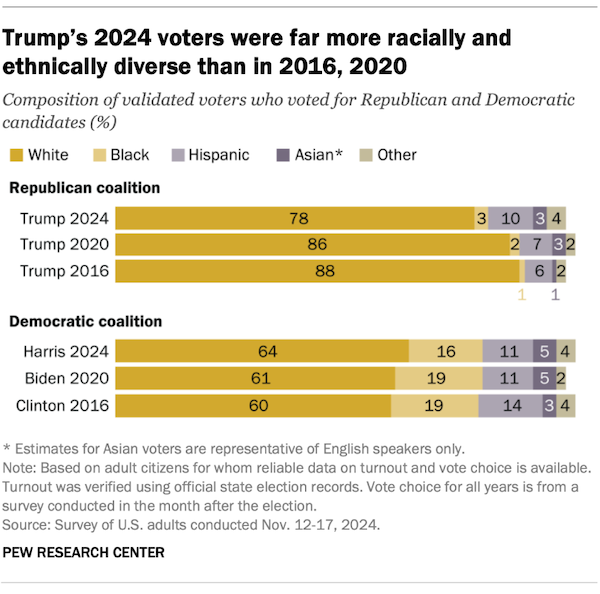 Trump’s 2024 voters were far more racially and
ethnically diverse than in 2016, 2020
Composition of validated voters who voted for Republican and Democratic
candidates (%)
White Black Hispanic Asian* Other
Republican coalition
Trump 2024 78 3 10 3 4
Trump 2020 86 2 7 3 2
Trump 2016 88 6 2
1 1
Democratic coalition
Harris 2024 64 16 11 5 4
Biden 2020 61 19 11 5 2
Clinton 2016 60 19 14 3 4
* Estimates for Asian voters are representative of English speakers only.
Note: Based on adult citizens for whom reliable data on turnout and vote choice is available.
Turnout was verified using official state election records. Vote choice for all years is from a
survey conducted in the month after the election.
Source: Survey of U.S. adults conducted Nov. 12-17, 2024.
PEW RESEARCH CENTER